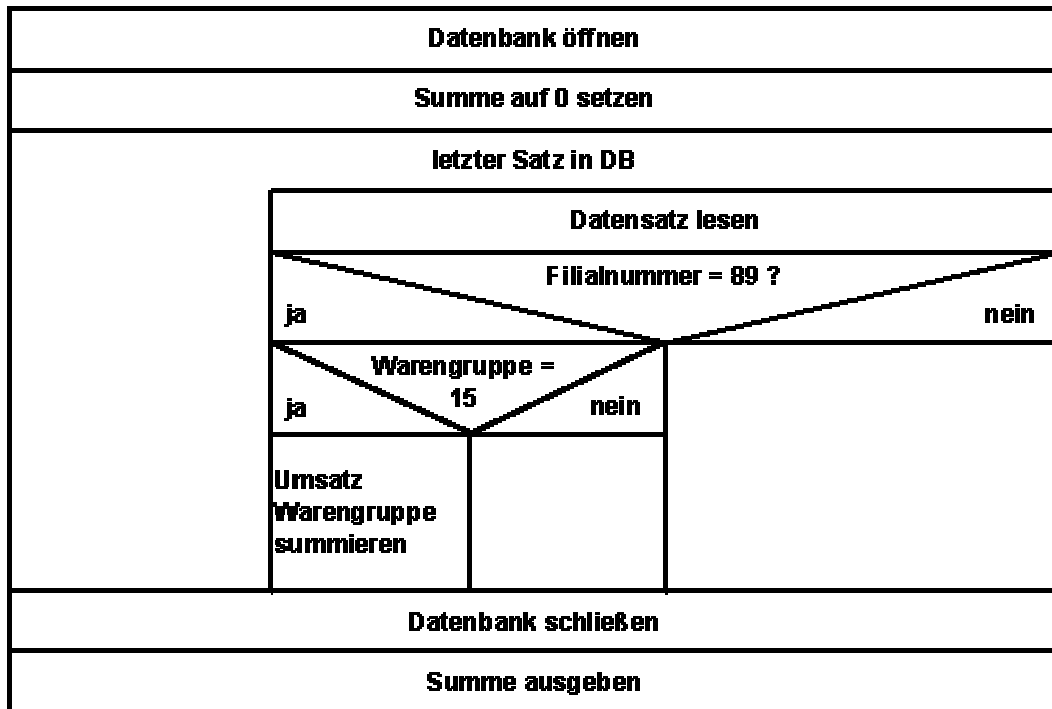 Datenbank öffnen
Summe auf 0 setzen
letzter Satz in DB
Datensatz lesen
Filialnummer = 89 ?
ja
nein
Warengruppe =
15
ja
nein
Umsatz
Warengruppe
summieren
Datenbank schließen
Summe ausgeben